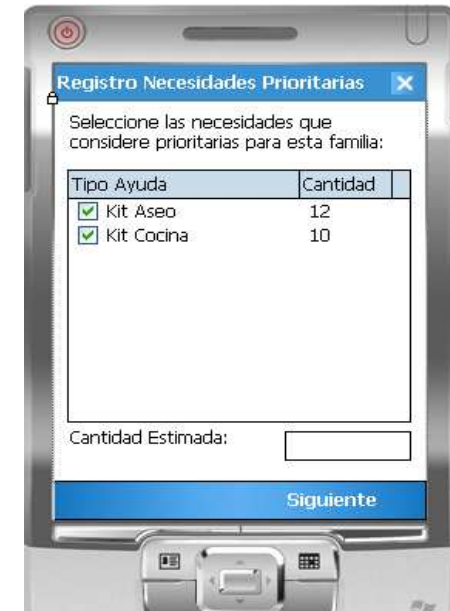 Registro Necesidades Prioritarias
Seleccione las necesidades que
considere prioritarias para esta familia:
Tipo Ayuda Cantidad
Kit Aseo 12
Kit Cocina 10
Cantidad Estimada:
Siguiente